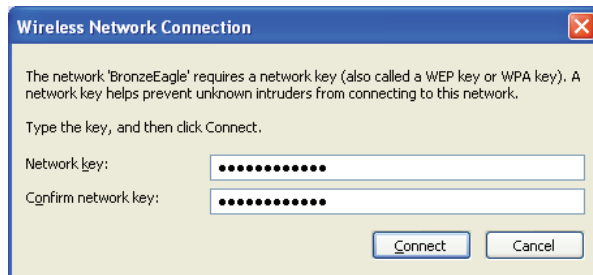 Wireless Network Connection
The network 'BronzeEagle' requires a network key (also called a WEP key or WPA key). A
network key helps prevent unknown intruders from connecting to this network.
Type the key, and then click Connect.
Network key: ••••••••••••
Confirm network key: ••••••••••••
Connect Cancel